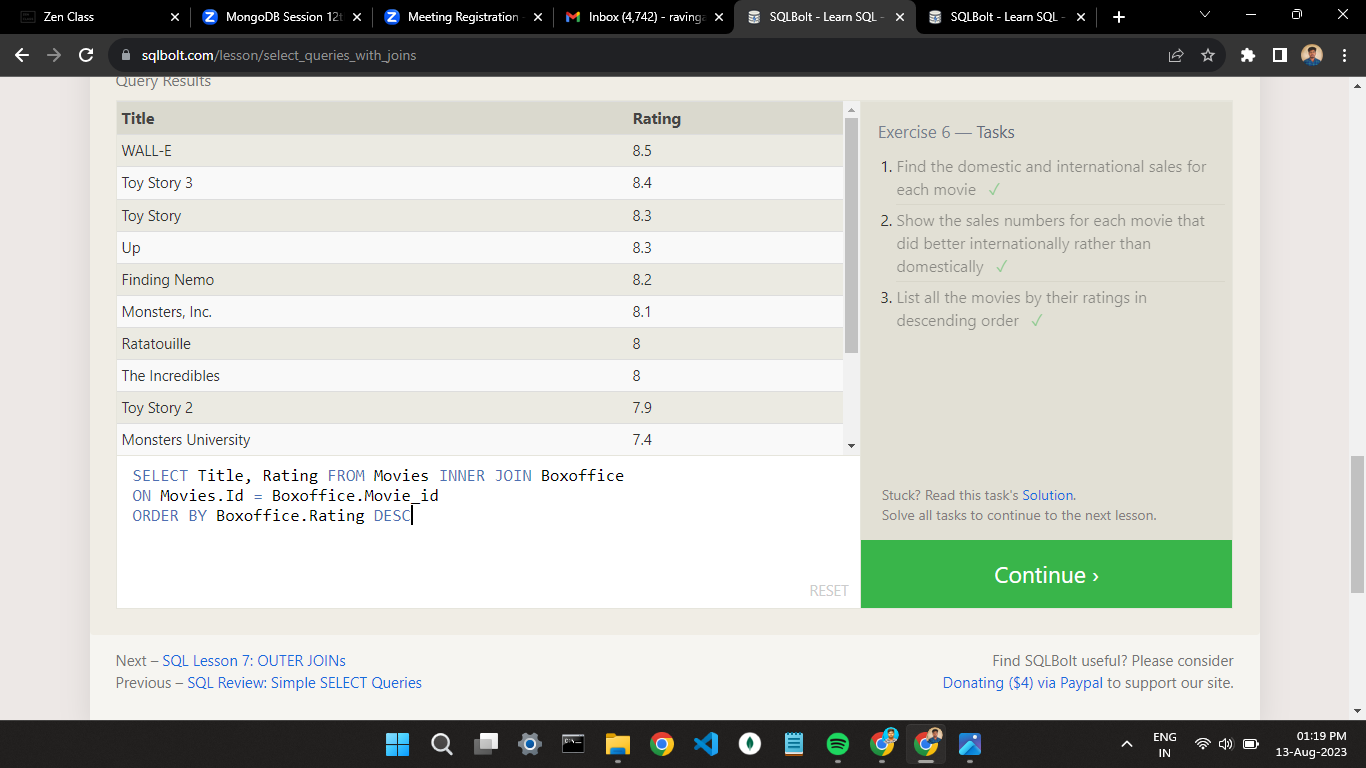 Zen Class
MongoDB Session 12t
Meeting Registration -
Inbox (4,742) - ravinga
SQLBolt - Learn SQL -
SQLBolt - Learn SQL -
sqlbolt.com/lesson/select_queries_with_joins
Query Results
Title Rating
WALL-E 8.5
Toy Story 3 8.4
Toy Story 8.3
Up 8.3
Finding Nemo 8.2
Monsters, Inc. 8.1
Ratatouille 8
The Incredibles 8
Toy Story 2 7.9
Monsters University 7.4
SELECT Title, Rating FROM Movies INNER JOIN Boxoffice
ON Movies.Id = Boxoffice.Movie_id
ORDER BY Boxoffice.Rating DESC
RESET
Exercise 6 — Tasks
1. Find the domestic and international sales for
each movie ✓
2. Show the sales numbers for each movie that
did better internationally rather than
domestically ✓
3. List all the movies by their ratings in
descending order ✓
Stuck? Read this task's Solution.
Solve all tasks to continue to the next lesson.
Continue ›
Next – SQL Lesson 7: OUTER JOINs
Previous – SQL Review: Simple SELECT Queries
Find SQLBolt useful? Please consider
Donating ($4) via Paypal to support our site.
ENG
IN
01:19 PM
13-Aug-2023